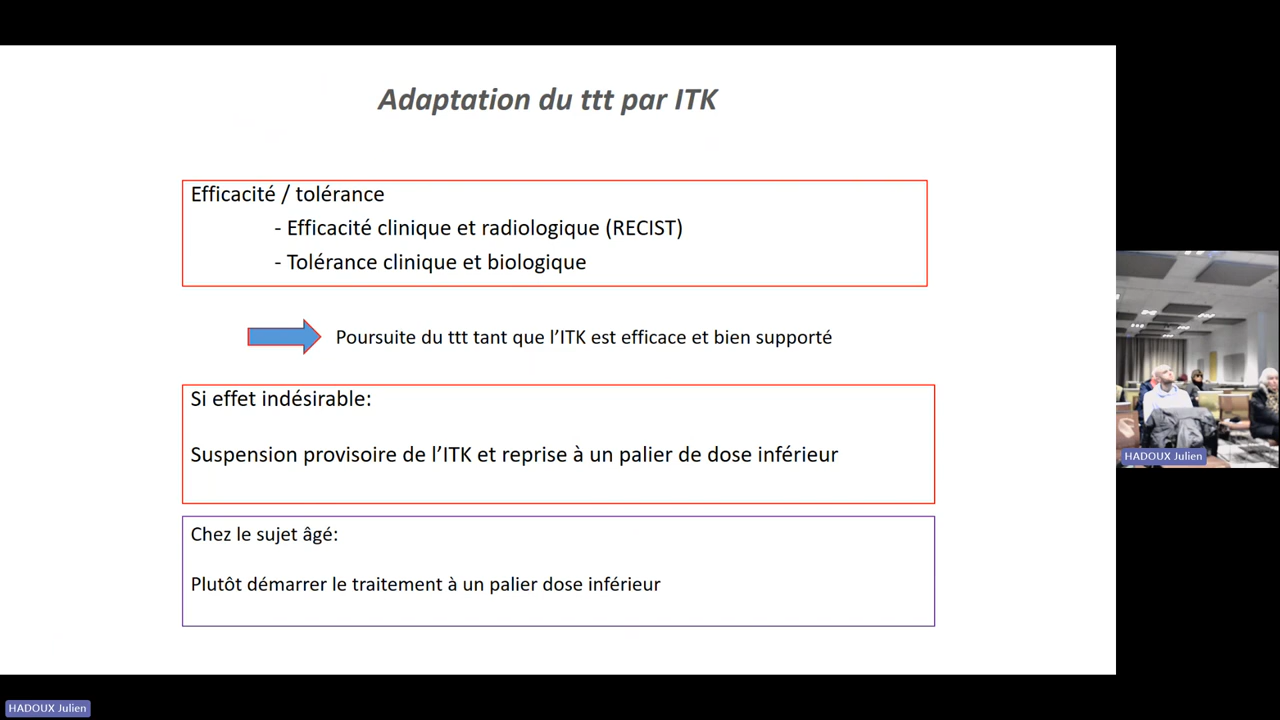 Adaptation du ttt par ITK
Efficacité / tolérance
- Efficacité clinique et radiologique (RECIST)
- Tolérance clinique et biologique
Poursuite du ttt tant que l’ITK est efficace et bien supporté
Si effet indésirable:
Suspension provisoire de l’ITK et reprise à un palier de dose inférieur
Chez le sujet âgé:
Plutôt démarrer le traitement à un palier dose inférieur
HADOUX Julien
HADOUX Julien